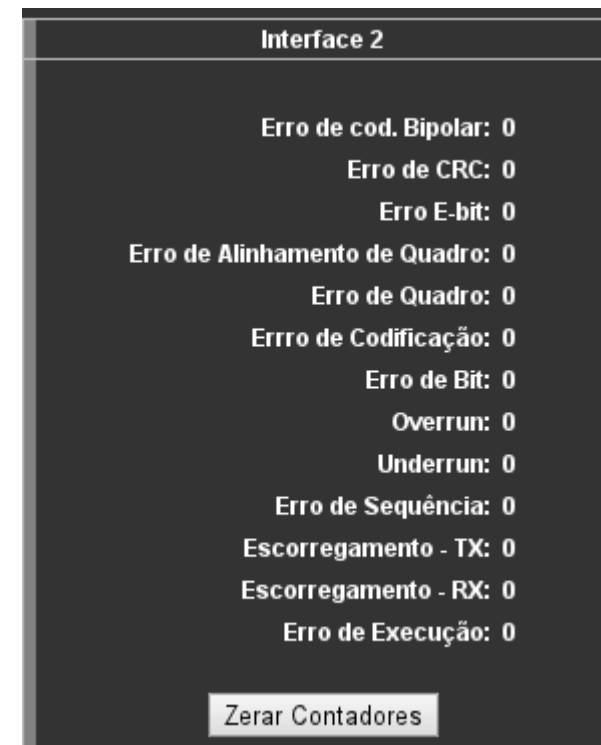 Interface 2
Erro de cod. Bipolar: 0
Erro de CRC: 0
Erro E-bit: 0
Erro de Alinhamento de Quadro: 0
Erro de Quadro: 0
Errro de Codificação: 0
Erro de Bit: 0
Overrun: 0
Underrun: 0
Erro de Sequência: 0
Escorregamento - TX: 0
Escorregamento - RX: 0
Erro de Execução: 0
Zerar Contadores